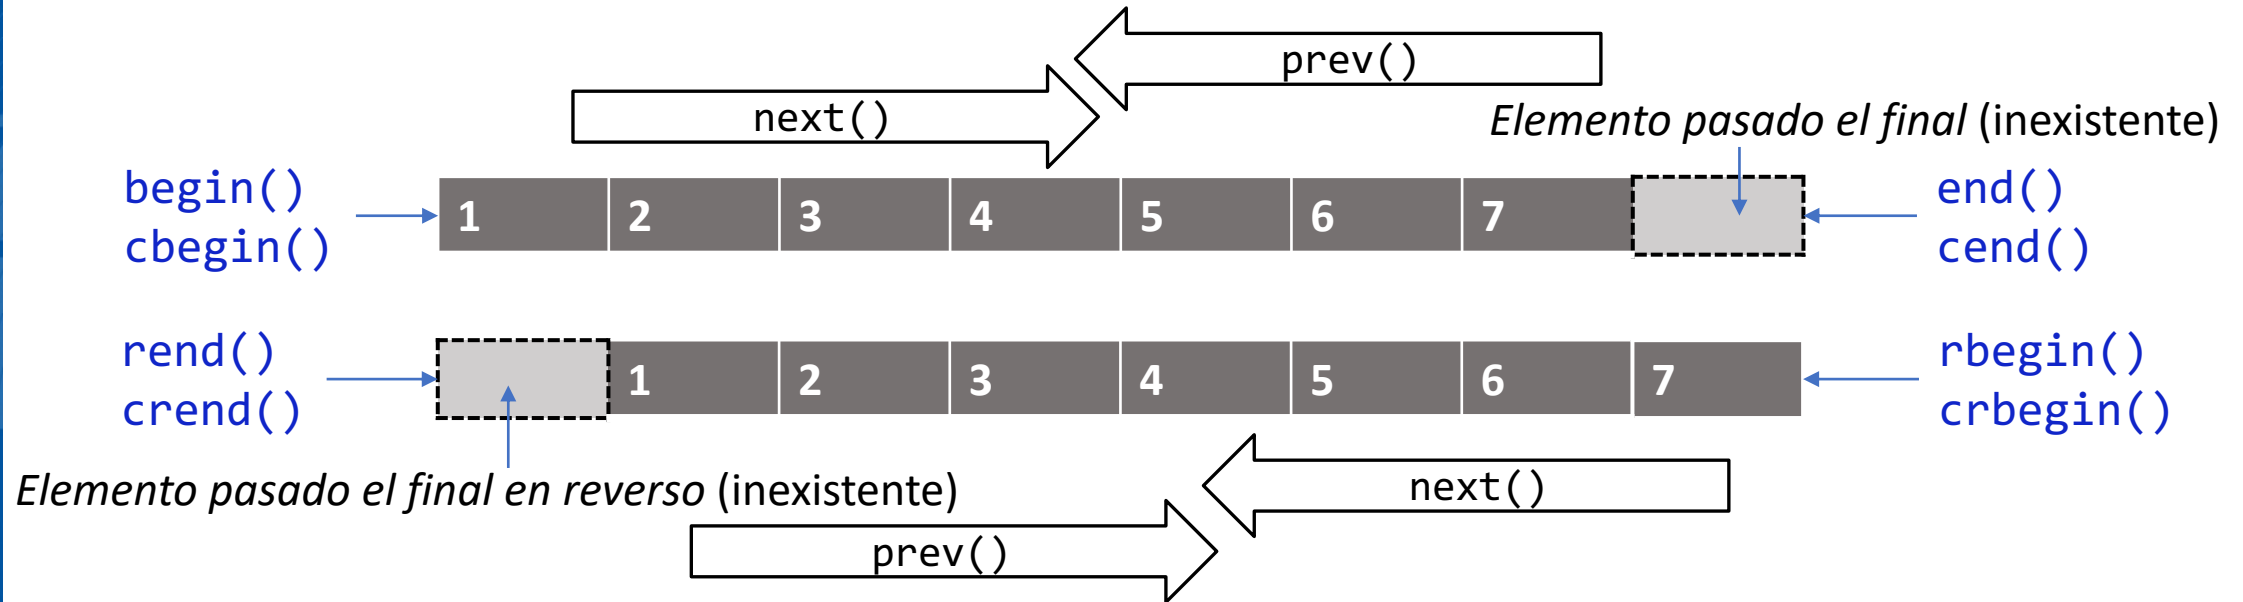 prev()
next()
Elemento pasado el final (inexistente)
begin()
cbegin()
1 2 3 4 5 6 7
end()
cend()
rend()
crend()
1 2 3 4 5 6 7
rbegin()
crbegin()
Elemento pasado el final en reverso (inexistente)
next()
prev()